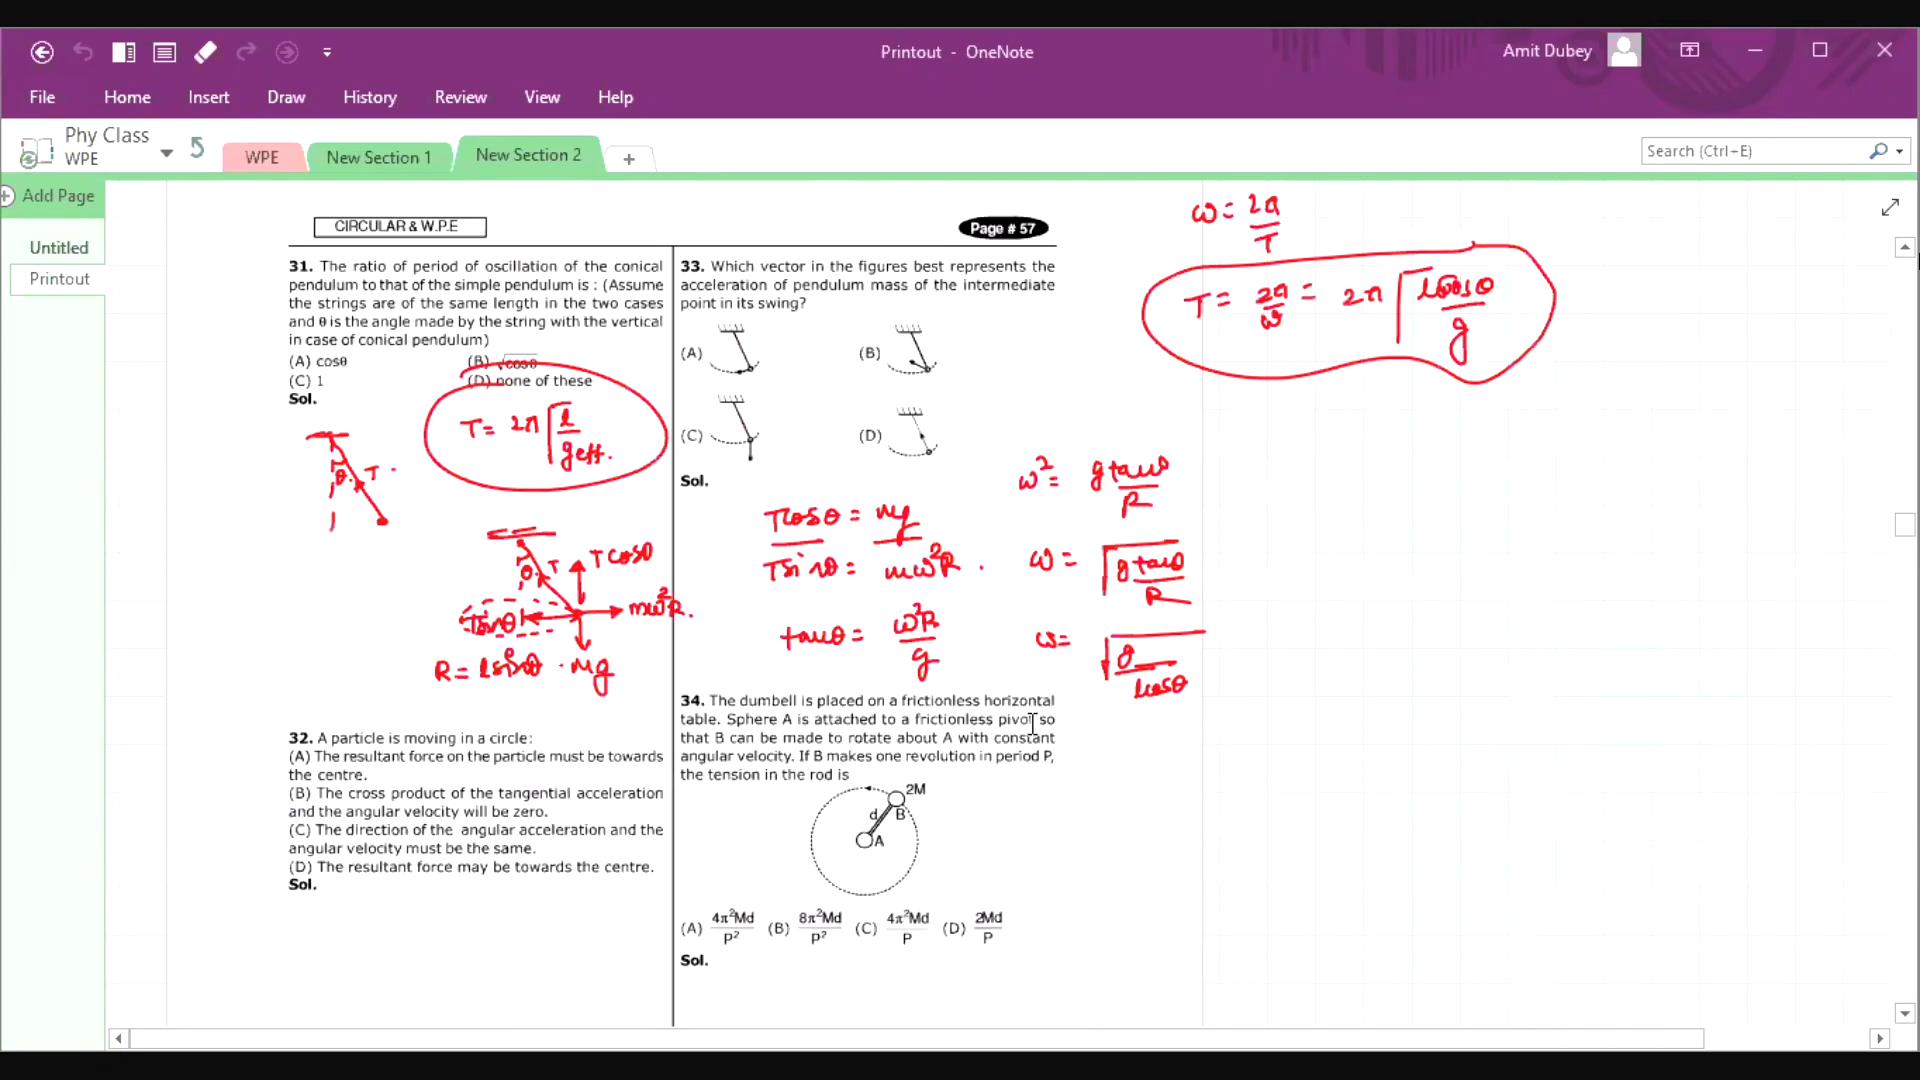 Printout - OneNote
Amit Dubey
File Home Insert Draw History Review View Help
Phy Class
WPE
WPE New Section 1 New Section 2 +
Search (Ctrl+E)
Add Page
Untitled
Printout
CIRCULAR & W.P.E
Page # 57
31. The ratio of period of oscillation of the conical
pendulum to that of the simple pendulum is : (Assume
the strings are of the same length in the two cases
and θ is the angle made by the string with the vertical
in case of conical pendulum)
(A) cosθ (B) √cosθ
(C) 1 (D) none of these
Sol.
T = 2π √(l/geff.)
θ T
θ T T cosθ
Tsinθ mω²R.
R = lsinθ . mg
32. A particle is moving in a circle:
(A) The resultant force on the particle must be towards
the centre.
(B) The cross product of the tangential acceleration
and the angular velocity will be zero.
(C) The direction of the angular acceleration and the
angular velocity must be the same.
(D) The resultant force may be towards the centre.
Sol.
33. Which vector in the figures best represents the
acceleration of pendulum mass of the intermediate
point in its swing?
(A) (B)
(C) (D)
Sol.
Tcosθ = mg
Tsinθ = mω²R .
tanθ = ω²R/g
34. The dumbell is placed on a frictionless horizontal
table. Sphere A is attached to a frictionless pivot so
that B can be made to rotate about A with constant
angular velocity. If B makes one revolution in period P,
the tension in the rod is
2M
d B
A
(A) 4π²Md/P² (B) 8π²Md/P² (C) 4π²Md/P (D) 2Md/P
Sol.
ω = 2π/T
T = 2π/ω = 2π √(lcosθ/g)
ω² = gtanθ/R
ω = √(gtanθ/R)
ω = √(g/lcosθ)